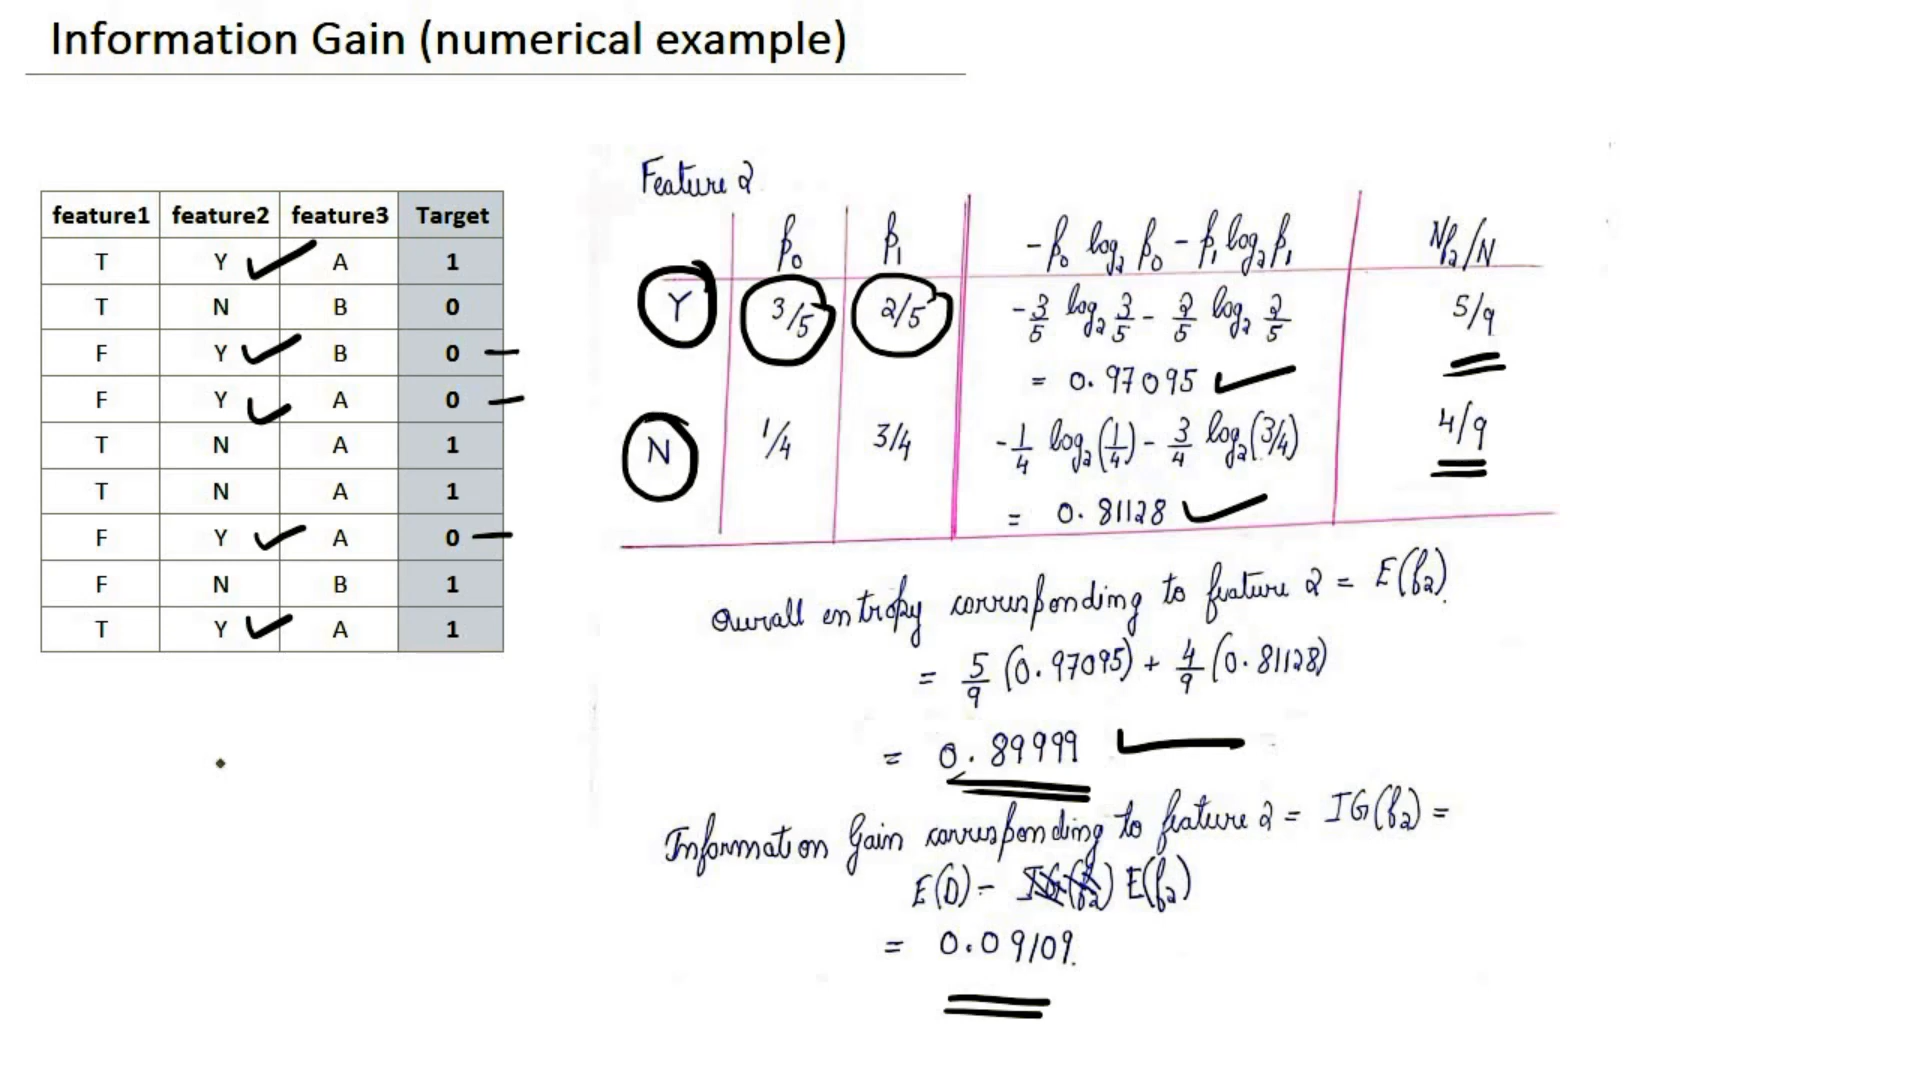 Information Gain (numerical example)
feature1 feature2 feature3 Target
T Y A 1
T N B 0
F Y B 0
F Y A 0
T N A 1
T N A 1
F Y A 0
F N B 1
T Y A 1
Feature 2
p₀ p₁ -p₀ log₂ p₀ - p₁ log₂ p₁ Nf₂/N
Y 3/5 2/5 -3/5 log₂ 3/5 - 2/5 log₂ 2/5 5/9
= 0.97095
N 1/4 3/4 -1/4 log₂(1/4) - 3/4 log₂(3/4) 4/9
= 0.81128
Overall entropy corresponding to feature 2 = E(f₂)
= 5/9 (0.97095) + 4/9 (0.81128)
= 0.89999
Information Gain corresponding to feature 2 = IG(f₂) =
E(D) - E(f₂)
= 0.09109.